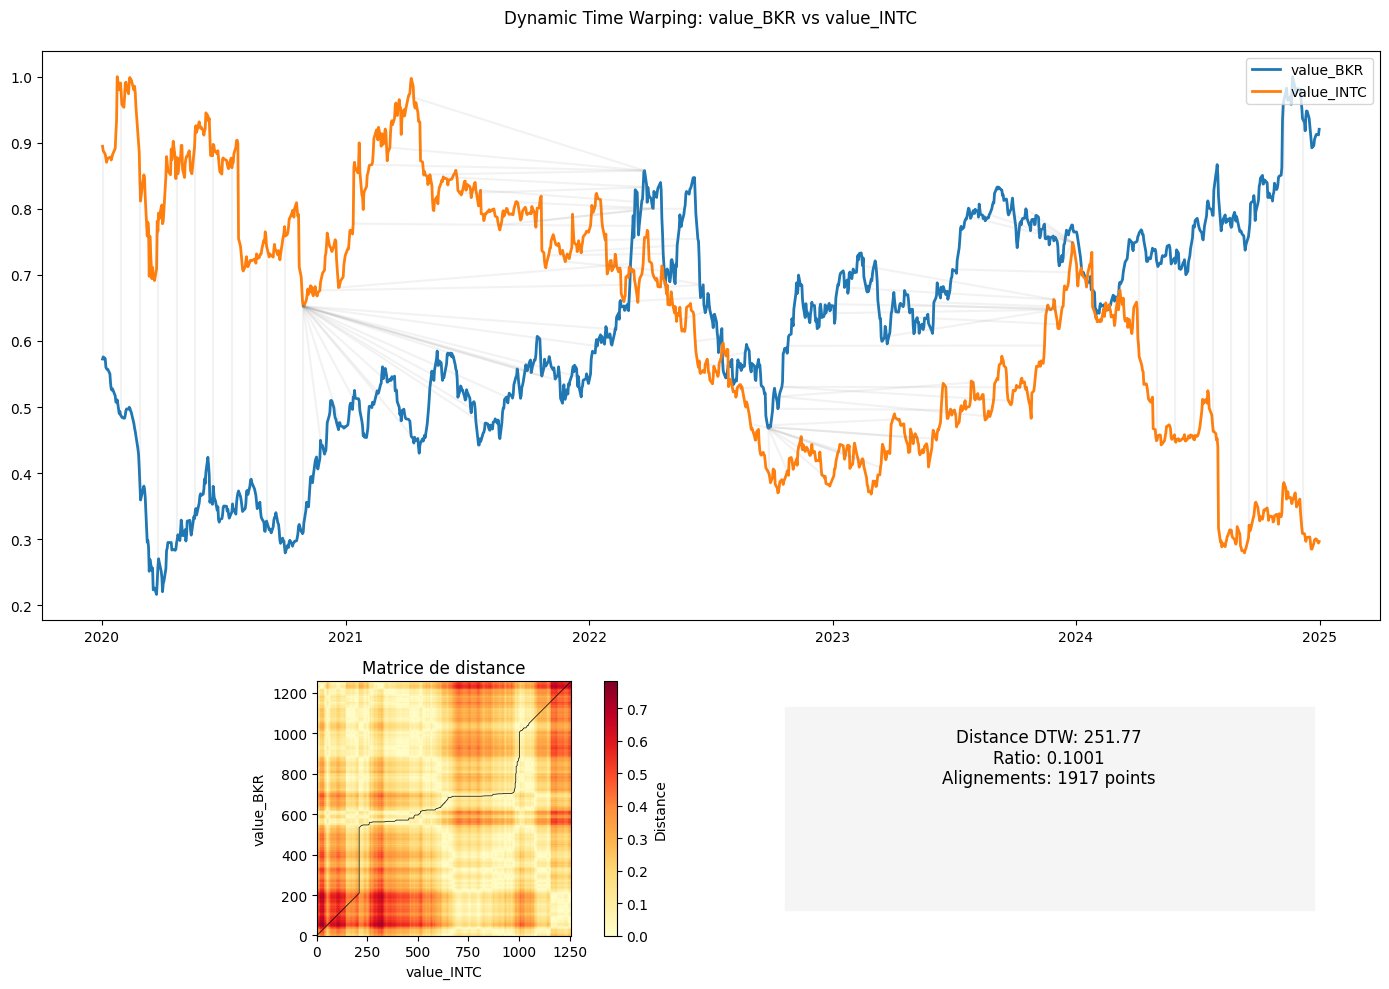 Dynamic Time Warping: value_BKR vs value_INTC
1.0
0.9
0.8
0.7
0.6
0.5
0.4
0.3
0.2
value_BKR
value_INTC
2020 2021 2022 2023 2024 2025
Matrice de distance
value_BKR
1200
1000
800
600
400
200
0
0 250 500 750 1000 1250
value_INTC
0.7
0.6
0.5
0.4
0.3
0.2
0.1
0.0
Distance
Distance DTW: 251.77
Ratio: 0.1001
Alignements: 1917 points